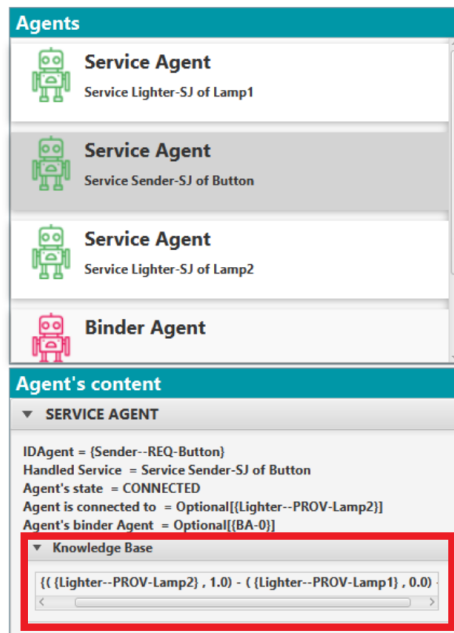 Agents
Service Agent
Service Lighter-SJ of Lamp1
Service Agent
Service Sender-SJ of Button
Service Agent
Service Lighter-SJ of Lamp2
Binder Agent
Agent's content
SERVICE AGENT
IDAgent = {Sender--REQ-Button}
Handled Service = Service Sender-SJ of Button
Agent's state = CONNECTED
Agent is connected to = Optional[{Lighter--PROV-Lamp2}]
Agent's binder Agent = Optional[{BA-0}]
Knowledge Base
{( {Lighter--PROV-Lamp2} , 1.0) - ( {Lighter--PROV-Lamp1} , 0.0) -